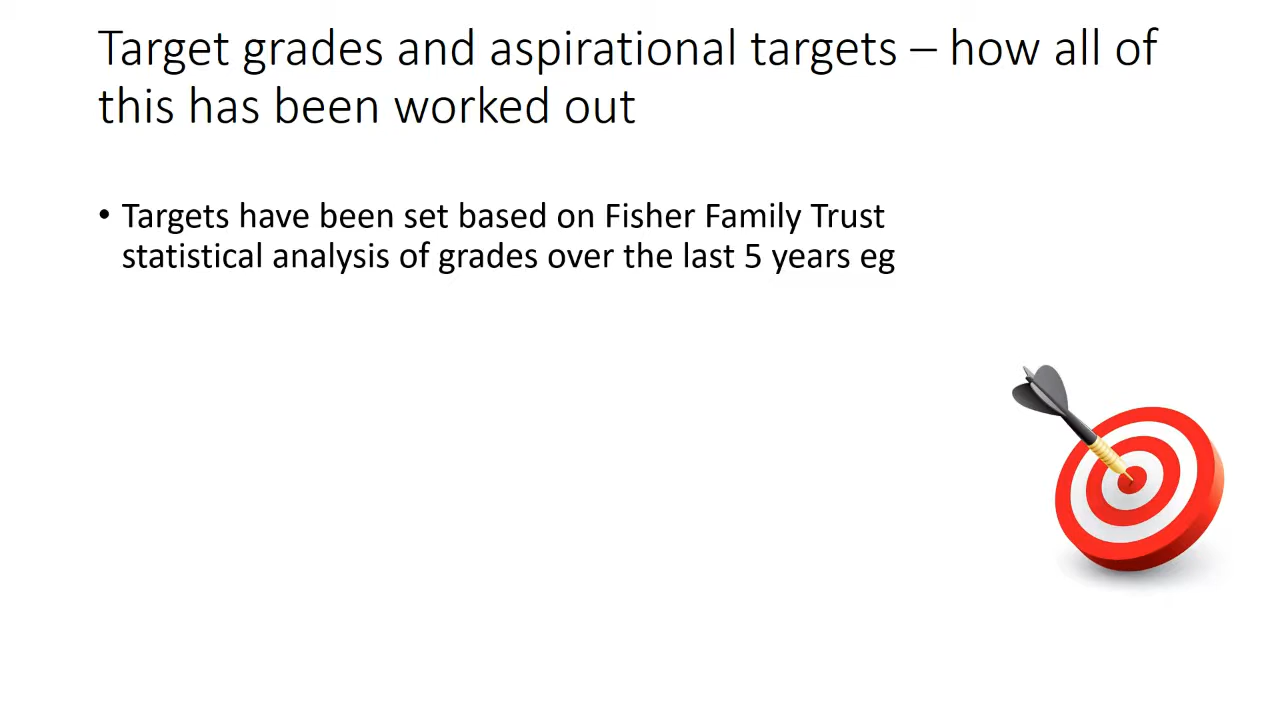 Target grades and aspirational targets – how all of
this has been worked out
• Targets have been set based on Fisher Family Trust
statistical analysis of grades over the last 5 years eg